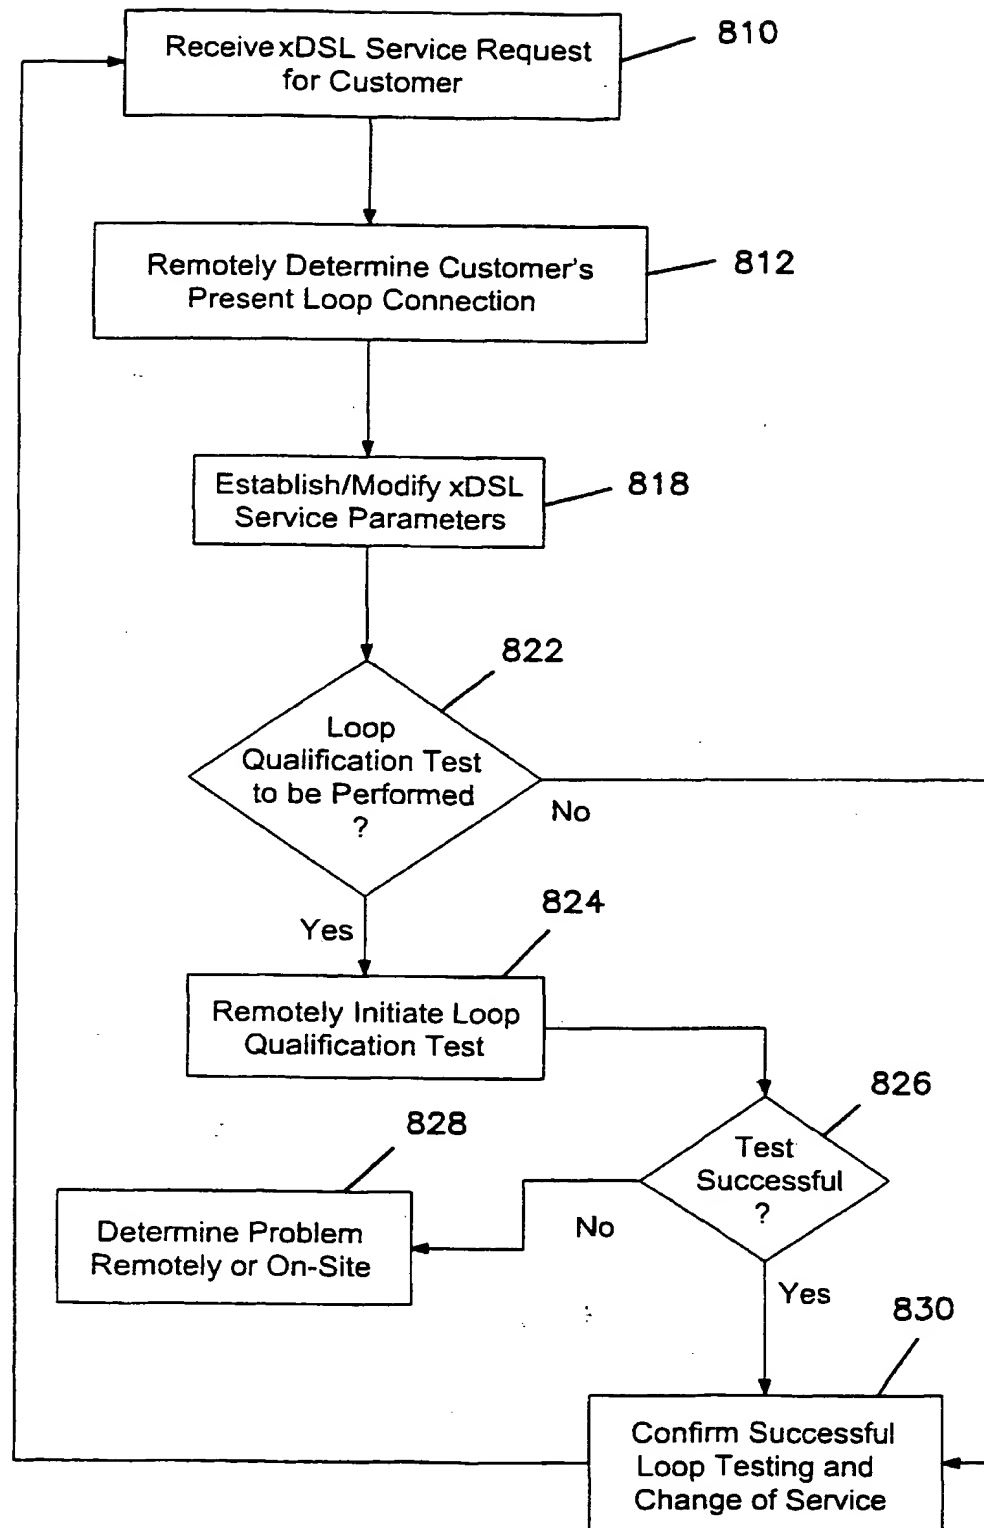 810
Receive xDSL Service Request
for Customer
812
Remotely Determine Customer's
Present Loop Connection
818
Establish/Modify xDSL
Service Parameters
822
Loop
Qualification Test
to be Performed
?
No
Yes
824
Remotely Initiate Loop
Qualification Test
826
Test
Successful
?
No
Yes
828
Determine Problem
Remotely or On-Site
830
Confirm Successful
Loop Testing and
Change of Service